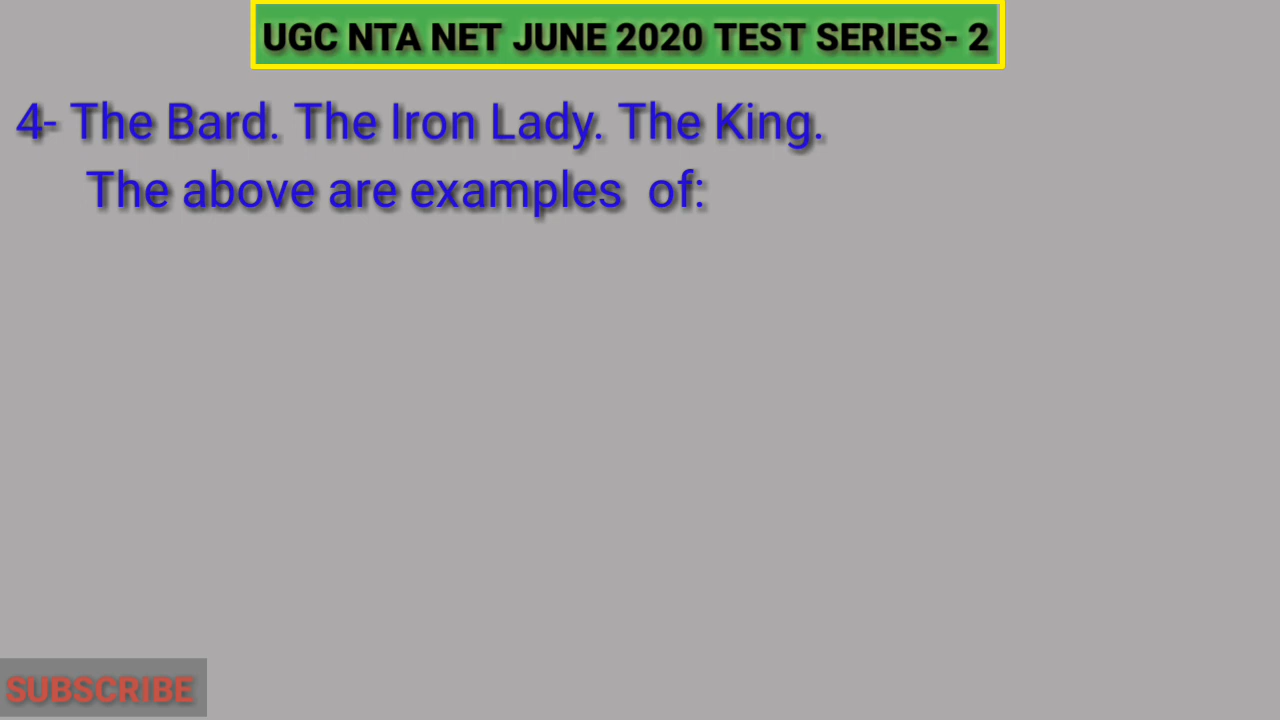 UGC NTA NET JUNE 2020 TEST SERIES- 2
4- The Bard. The Iron Lady. The King.
The above are examples of:
SUBSCRIBE